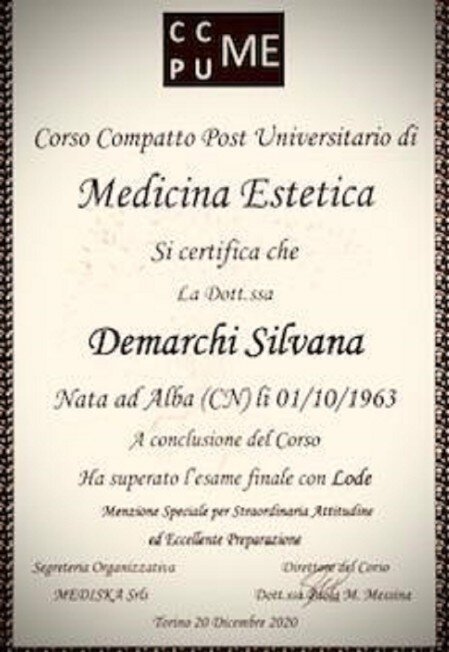 CC ME
PU
Corso Compatto Post Universitario di
Medicina Estetica
Si certifica che
La Dott.ssa
Demarchi Silvana
Nata ad Alba (CN) li 01/10/1963
A conclusione del Corso
Ha superato l'esame finale con Lode
Menzione Speciale per Straordinaria Attitudine
ed Eccellente Preparazione
Segreteria Organizzativa Direttore del Corso
MEDISKA Srls Dott.ssa Paola M. Messina
Torino 20 Dicembre 2020